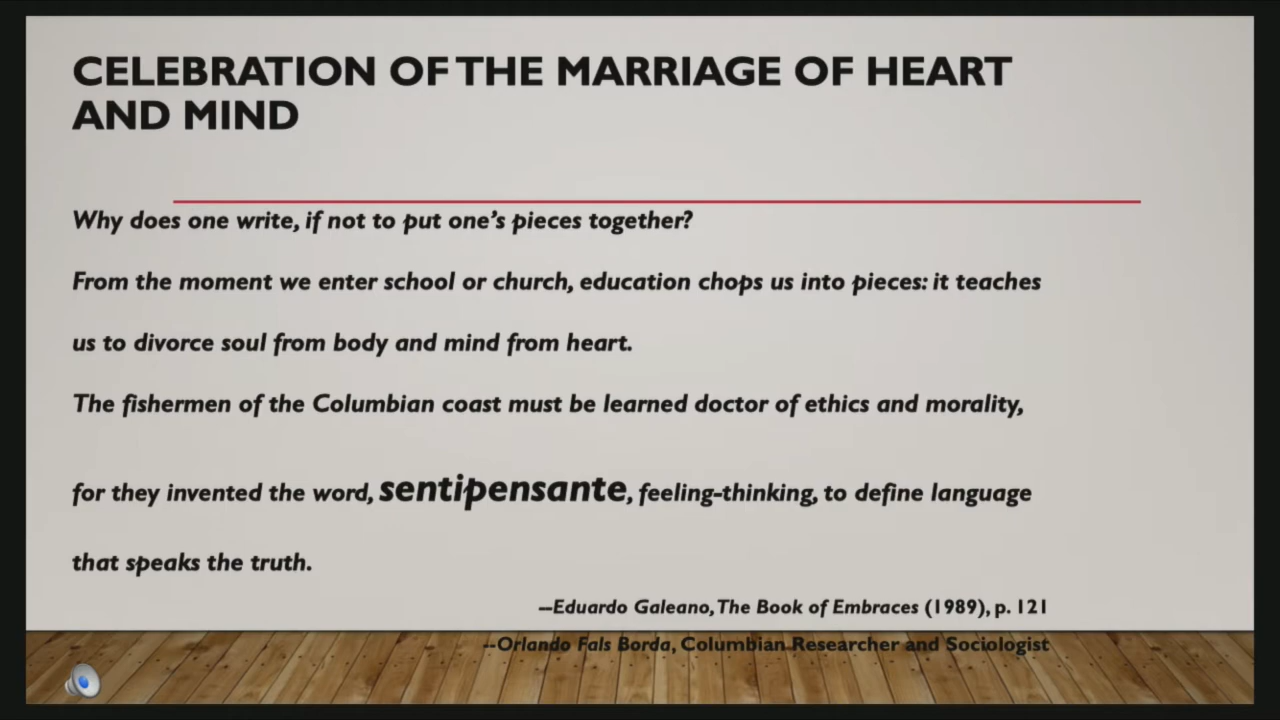 CELEBRATION OF THE MARRIAGE OF HEART
AND MIND
Why does one write, if not to put one's pieces together?
From the moment we enter school or church, education chops us into pieces: it teaches
us to divorce soul from body and mind from heart.
The fishermen of the Columbian coast must be learned doctor of ethics and morality,
for they invented the word, sentipensante, feeling-thinking, to define language
that speaks the truth.
--Eduardo Galeano, The Book of Embraces (1989), p. 121
--Orlando Fals Borda, Columbian Researcher and Sociologist